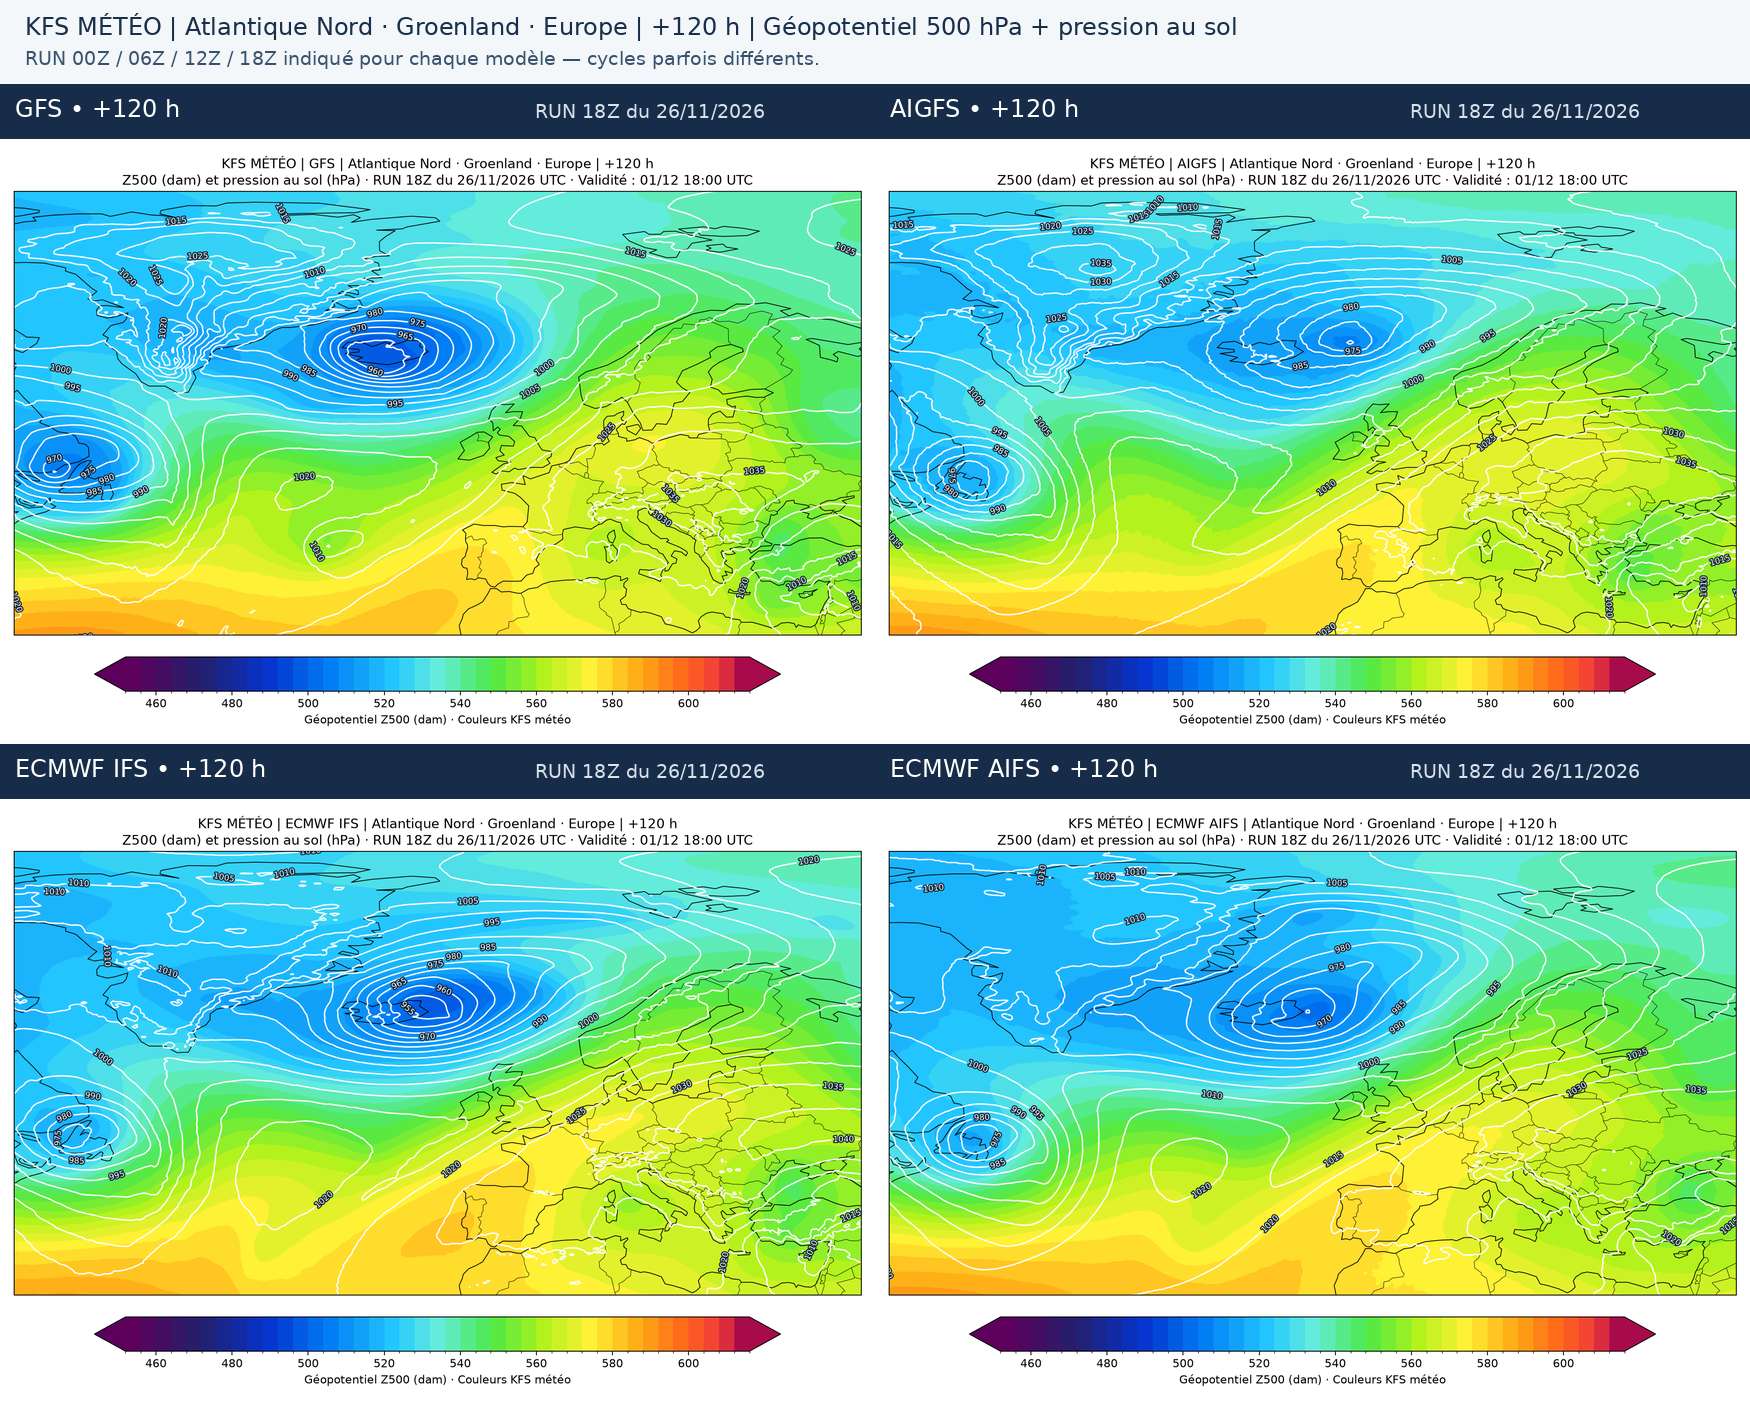 KFS MÉTÉO | Atlantique Nord · Groenland · Europe | +120 h | Géopotentiel 500 hPa + pression au sol
RUN 00Z / 06Z / 12Z / 18Z indiqué pour chaque modèle — cycles parfois différents.
GFS • +120 h
RUN 18Z du 26/11/2026
AIGFS • +120 h
RUN 18Z du 26/11/2026
KFS MÉTÉO | GFS | Atlantique Nord · Groenland · Europe | +120 h
Z500 (dam) et pression au sol (hPa) · RUN 18Z du 26/11/2026 UTC · Validité : 01/12 18:00 UTC
KFS MÉTÉO | AIGFS | Atlantique Nord · Groenland · Europe | +120 h
Z500 (dam) et pression au sol (hPa) · RUN 18Z du 26/11/2026 UTC · Validité : 01/12 18:00 UTC
460 480 500 520 540 560 580 600
Géopotentiel Z500 (dam) · Couleurs KFS météo
460 480 500 520 540 560 580 600
Géopotentiel Z500 (dam) · Couleurs KFS météo
ECMWF IFS • +120 h
RUN 18Z du 26/11/2026
ECMWF AIFS • +120 h
RUN 18Z du 26/11/2026
KFS MÉTÉO | ECMWF IFS | Atlantique Nord · Groenland · Europe | +120 h
Z500 (dam) et pression au sol (hPa) · RUN 18Z du 26/11/2026 UTC · Validité : 01/12 18:00 UTC
KFS MÉTÉO | ECMWF AIFS | Atlantique Nord · Groenland · Europe | +120 h
Z500 (dam) et pression au sol (hPa) · RUN 18Z du 26/11/2026 UTC · Validité : 01/12 18:00 UTC
460 480 500 520 540 560 580 600
Géopotentiel Z500 (dam) · Couleurs KFS météo
460 480 500 520 540 560 580 600
Géopotentiel Z500 (dam) · Couleurs KFS météo